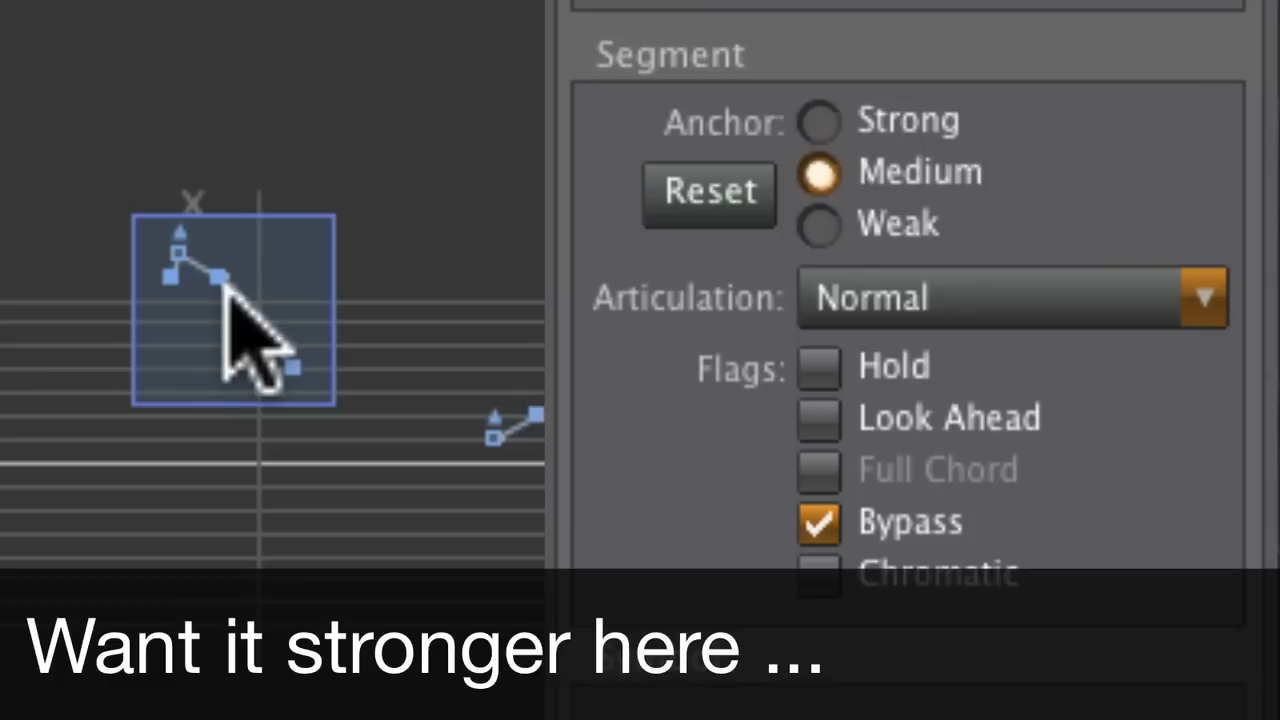 Segment
Anchor:
Strong
Medium
Weak
Reset
Articulation:
Normal
Flags:
Hold
Look Ahead
Full Chord
Bypass
Chromatic
X
Want it stronger here ...